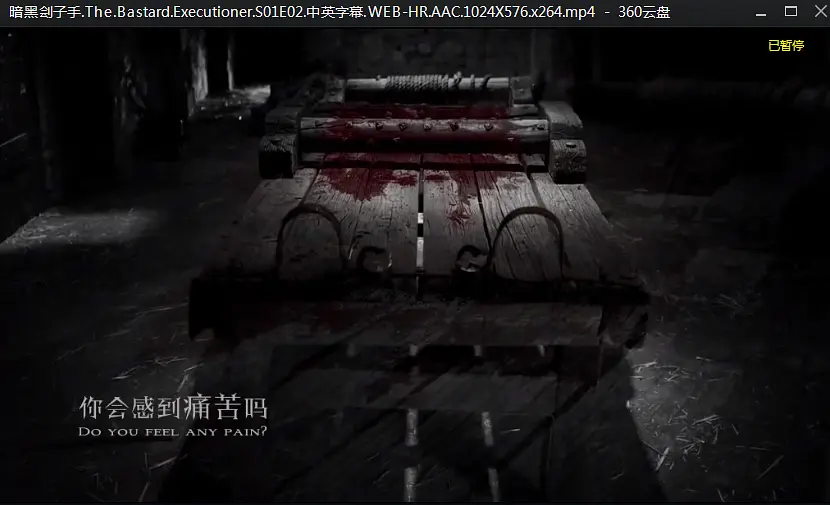 暗黑刽子手.The.Bastard.Executioner.S01E02.中英字幕.WEB-HR.AAC.1024X576.x264.mp4 - 360云盘
已暂停
你会感到痛苦吗
DO YOU FEEL ANY PAIN?